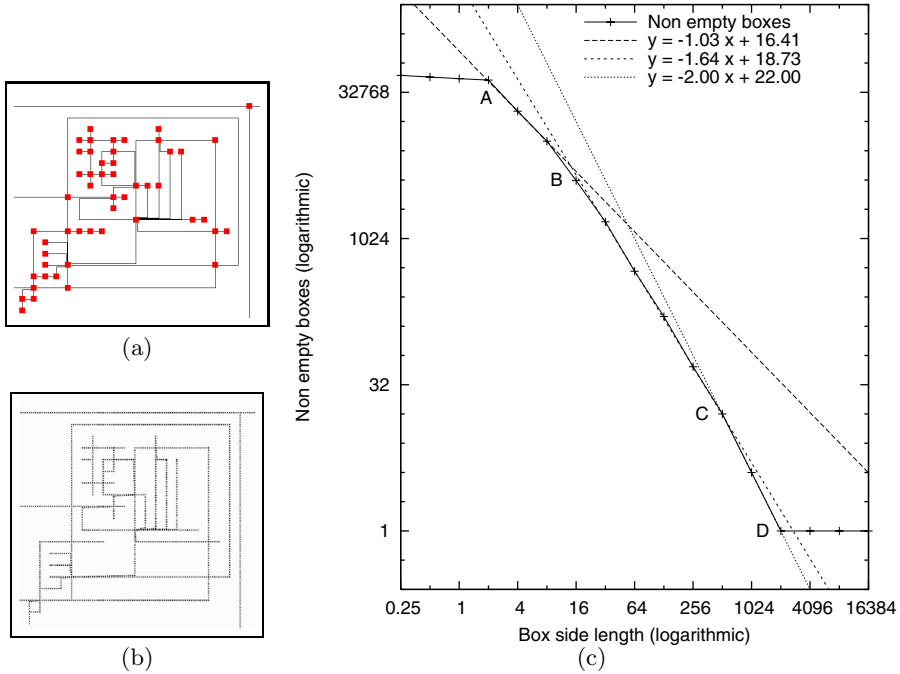 Non empty boxes
y = -1.03 x + 16.41
y = -1.64 x + 18.73
y = -2.00 x + 22.00
32768
1024
32
1
A
B
C
D
Non empty boxes (logarithmic)
0.25 1 4 16 64 256 1024 4096 16384
Box side length (logarithmic)
(a)
(b)
(c)